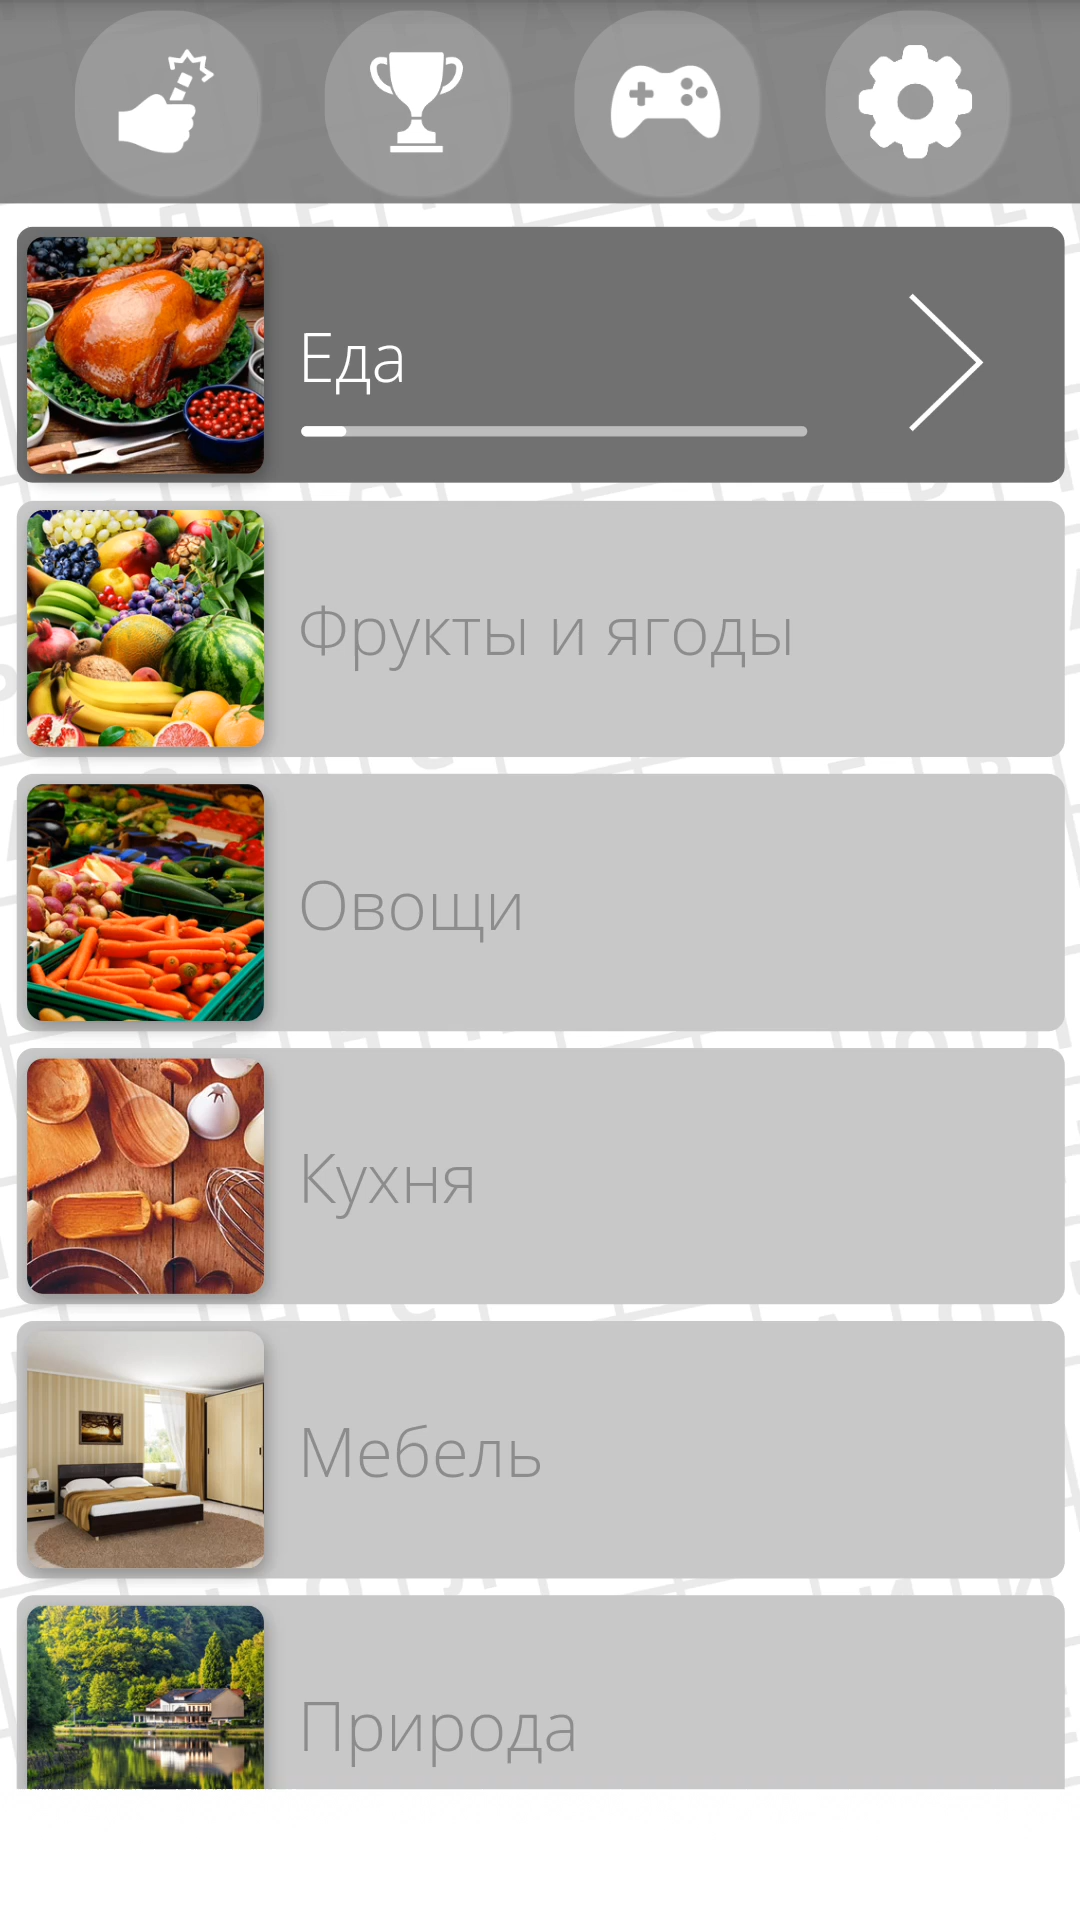 Еда
Фрукты и ягоды
Овощи
Кухня
Мебель
Природа